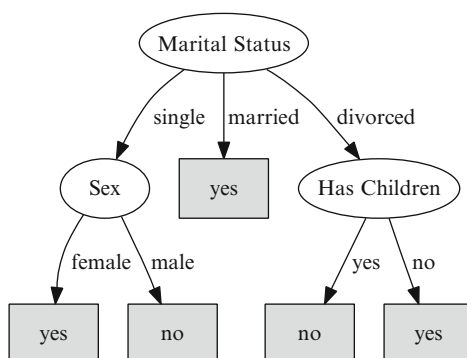 Marital Status
single married divorced
Sex yes Has Children
female male yes no
yes no no yes